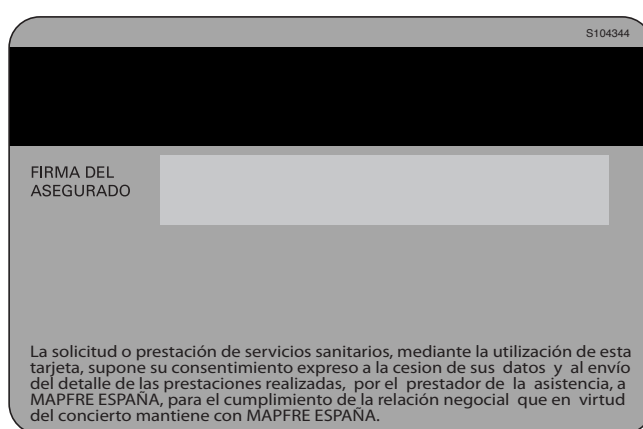 S104344
FIRMA DEL
ASEGURADO
La solicitud o prestación de servicios sanitarios, mediante la utilización de esta
tarjeta, supone su consentimiento expreso a la cesion de sus datos y al envío
del detalle de las prestaciones realizadas, por el prestador de la asistencia, a
MAPFRE ESPAÑA, para el cumplimiento de la relación negocial que en virtud
del concierto mantiene con MAPFRE ESPAÑA.